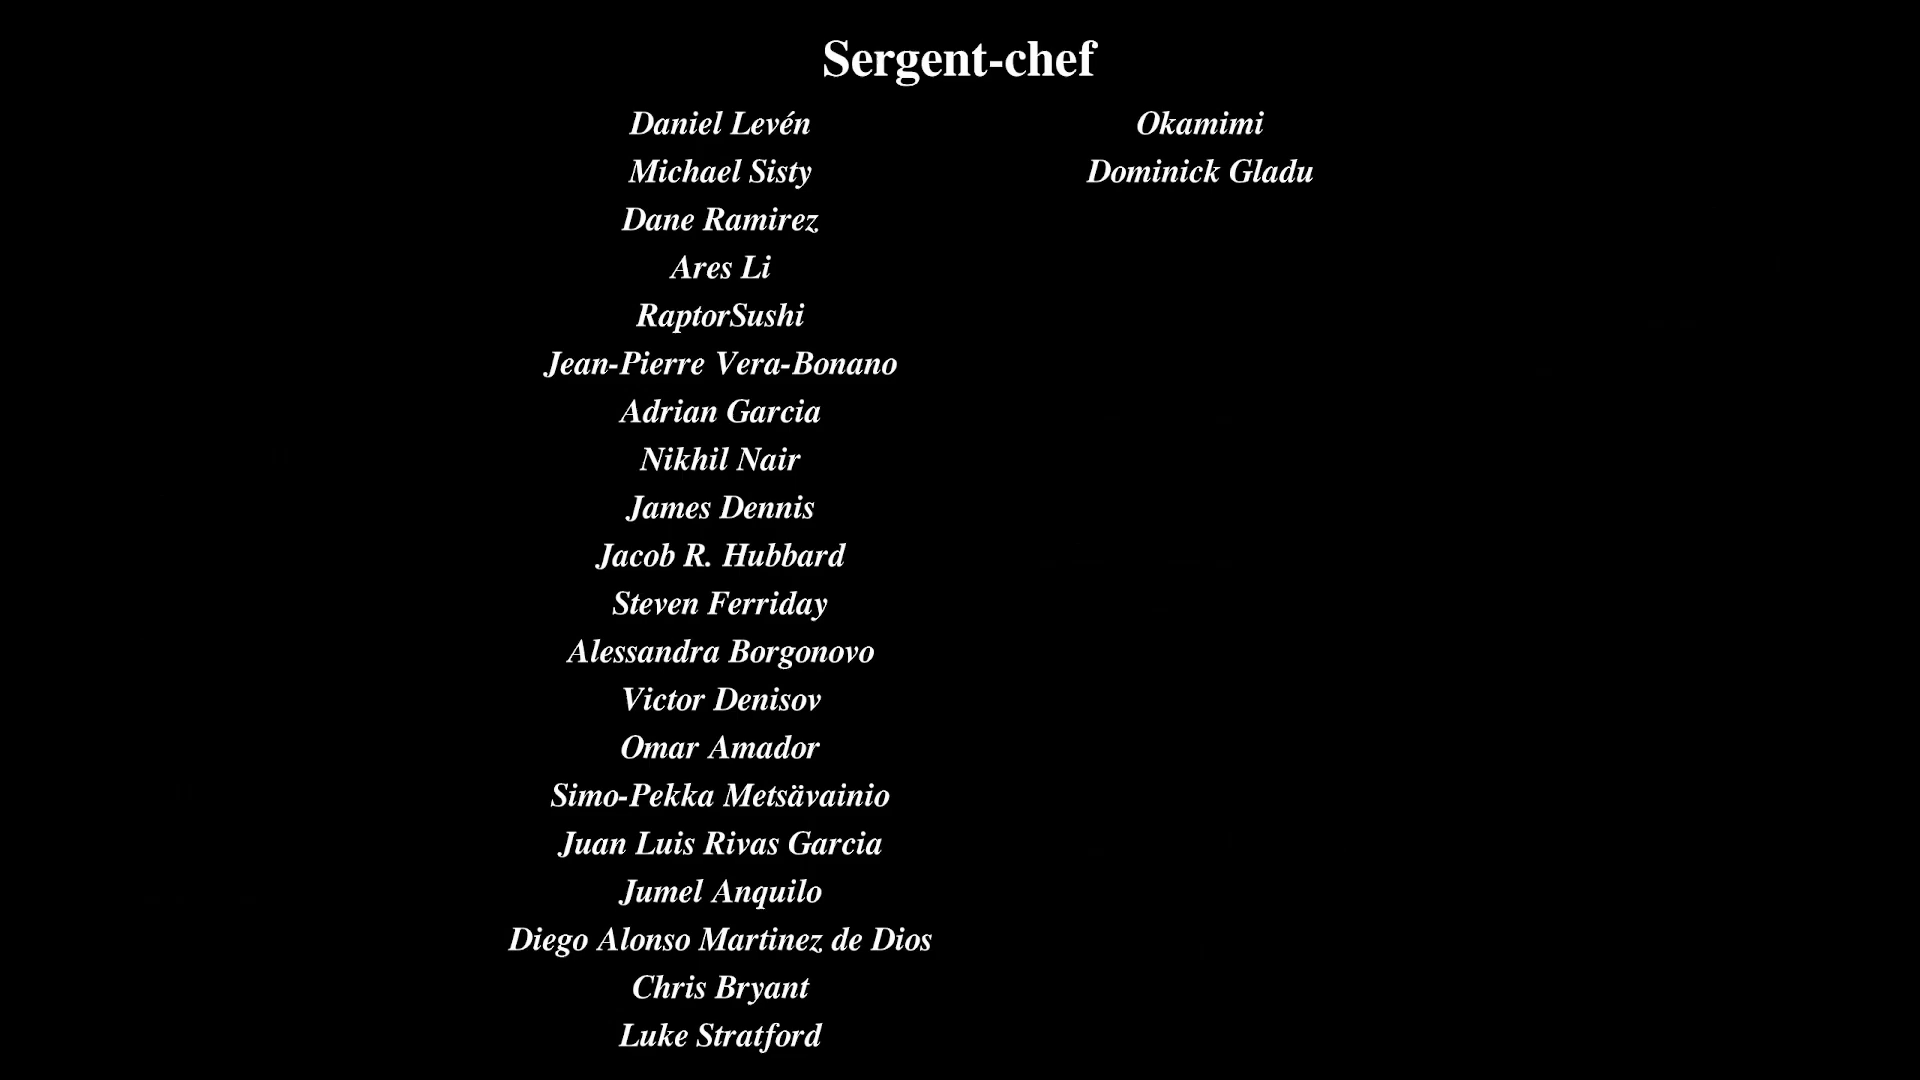 Sergent-chef
Daniel Levén
Michael Sisty
Dane Ramirez
Ares Li
RaptorSushi
Jean-Pierre Vera-Bonano
Adrian Garcia
Nikhil Nair
James Dennis
Jacob R. Hubbard
Steven Ferriday
Alessandra Borgonovo
Victor Denisov
Omar Amador
Simo-Pekka Metsävainio
Juan Luis Rivas Garcia
Jumel Anquilo
Diego Alonso Martinez de Dios
Chris Bryant
Luke Stratford
Okamimi
Dominick Gladu